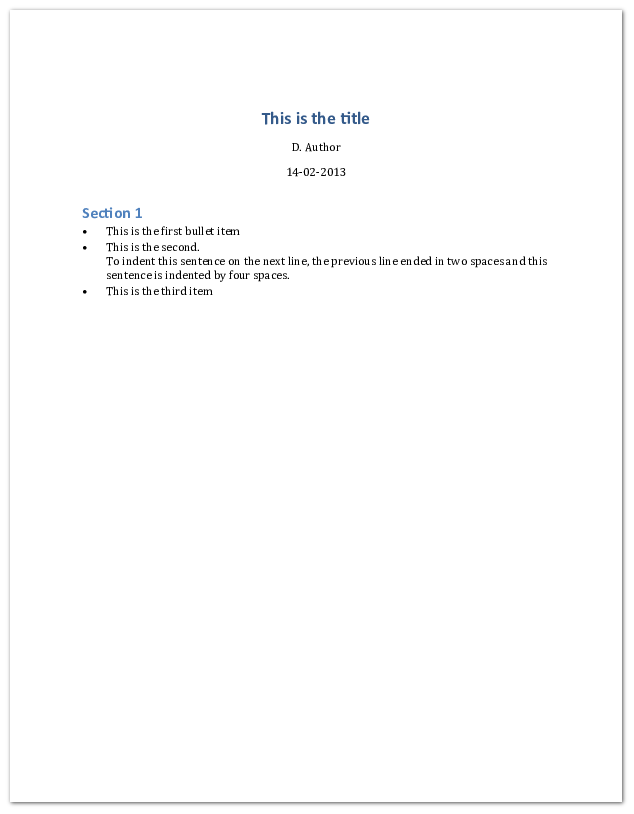 This is the title
D. Author
14-02-2013
Section 1
• This is the first bullet item
• This is the second.
To indent this sentence on the next line, the previous line ended in two spaces and this
sentence is indented by four spaces.
• This is the third item